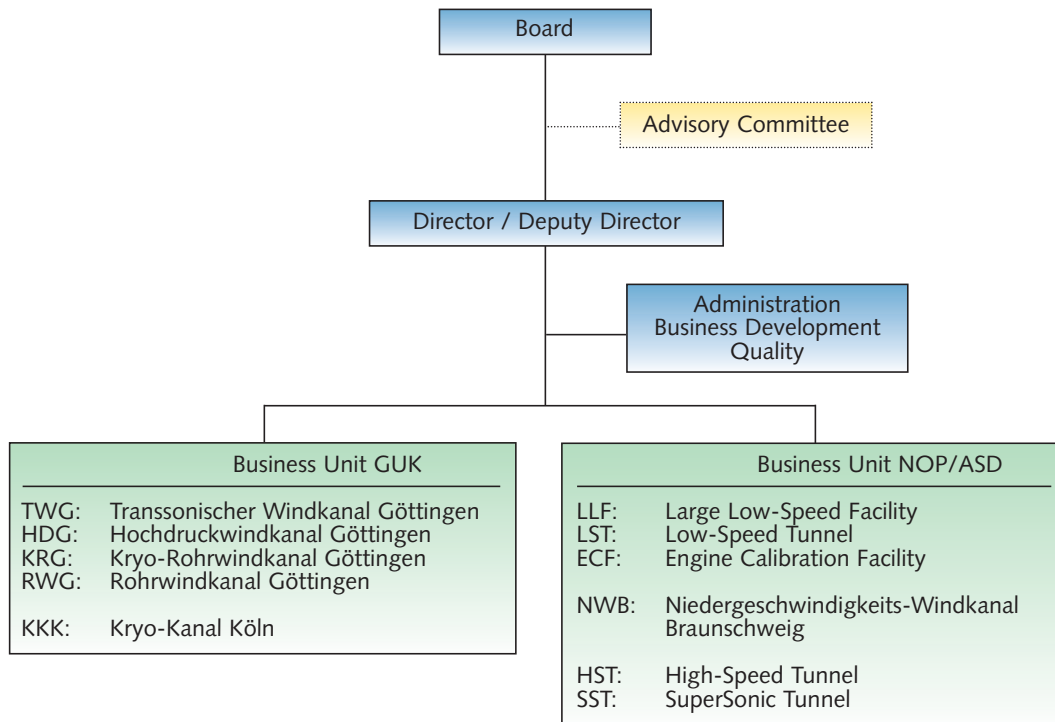 Board
Advisory Committee
Director / Deputy Director
Administration
Business Development
Quality
Business Unit GUK
TWG: Transsonischer Windkanal Göttingen
HDG: Hochdruckwindkanal Göttingen
KRG: Kryo-Rohrwindkanal Göttingen
RWG: Rohrwindkanal Göttingen
KKK: Kryo-Kanal Köln
Business Unit NOP/ASD
LLF: Large Low-Speed Facility
LST: Low-Speed Tunnel
ECF: Engine Calibration Facility
NWB: Niedergeschwindigkeits-Windkanal
Braunschweig
HST: High-Speed Tunnel
SST: SuperSonic Tunnel